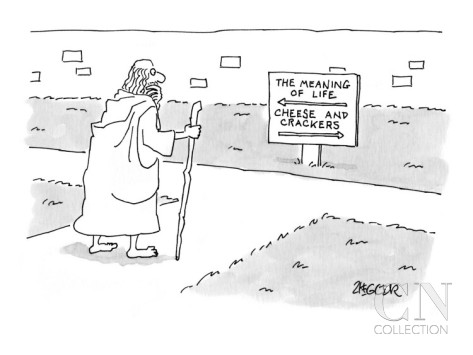 THE MEANING
OF LIFE
CHEESE AND
CRACKERS
ZIEGLER
CN
COLLECTION